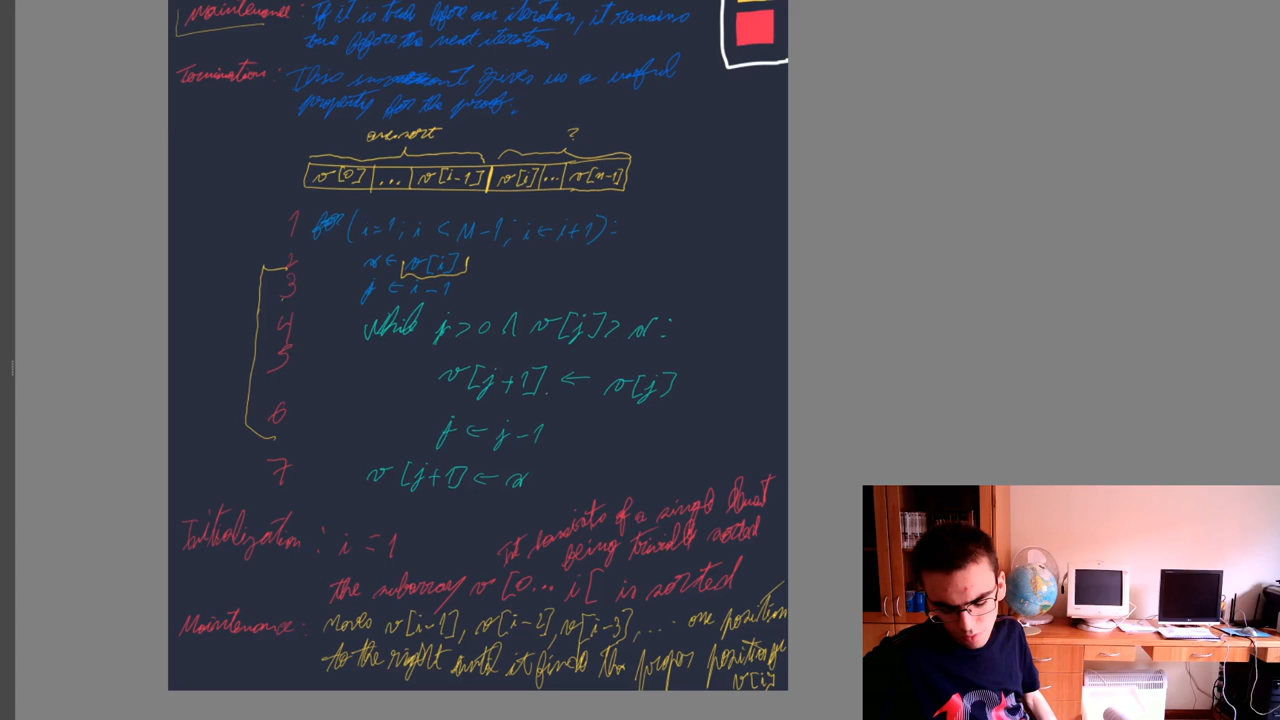 Maintenance: If it is true before an iteration, it remains
true before the next iteration
Termination: This gives us a useful
property for the proof.
?
v[0] ... v[i-1] v[i] ... v[n-1]
1 for (i=1; i < n-1; i ← i+1):
2 x ← v[i]
3 j ← i-1
4 while j > 0 ∧ v[j] > x:
5 v[j+1] ← v[j]
6 j ← j-1
7 v[j+1] ← x
Initialization: i=1
it consists of a single
being trivially sorted
the subarray v[0...i[ is sorted
Maintenance: moves v[i-1], v[i-2], v[i-3], ... one position
to the right until it finds the proper position
v[i]